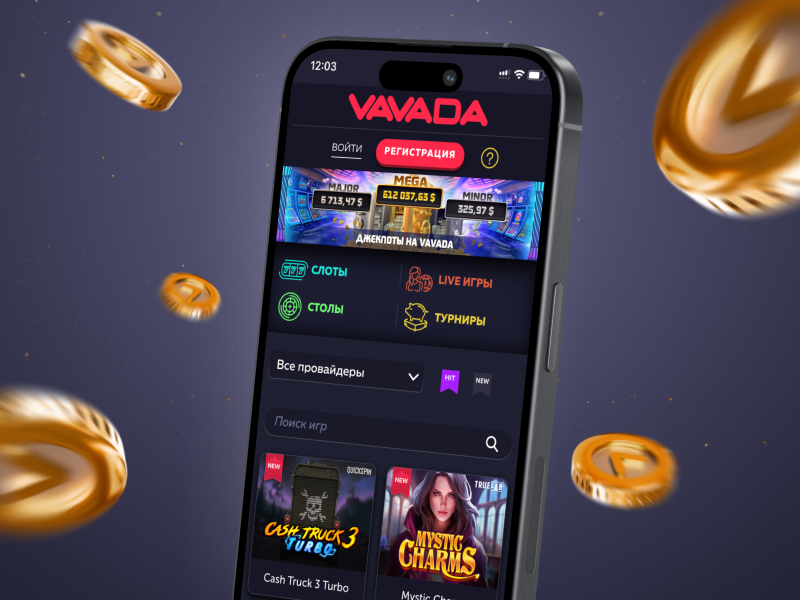 12:03
VAVADA
ВОЙТИ
РЕГИСТРАЦИЯ
?
MAJOR
6 713,47 $
MEGA
612 037,63 $
MINOR
325,97 $
ДЖЕКПОТЫ НА VAVADA
777
СЛОТЫ
LIVE ИГРЫ
СТОЛЫ
ТУРНИРЫ
Все провайдеры
HIT
NEW
Поиск игр
NEW
QUICKSPIN
CASH TRUCK 3
TURBO
NEW
TRUELAB
MYSTIC
CHARMS
Cash Truck 3 Turbo
Mystic